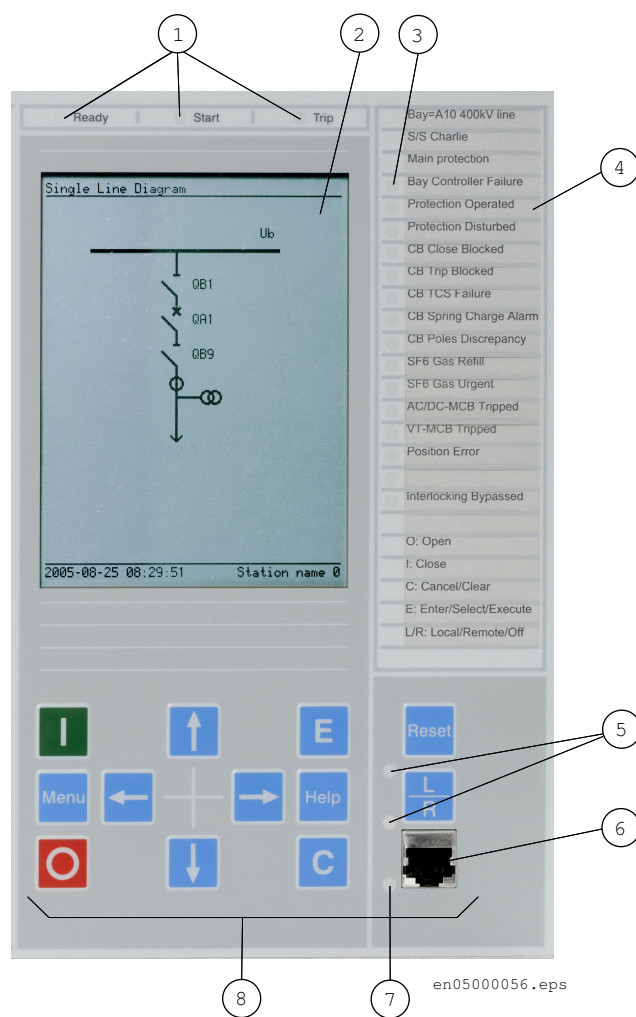 1
2
3
4
Ready
Start
Trip
Single Line Diagram
Ub
QB1
QA1
QB9
2005-08-25 08:29:51
Station name 0
Bay=A10 400kV line
S/S Charlie
Main protection
Bay Controller Failure
Protection Operated
Protection Disturbed
CB Close Blocked
CB Trip Blocked
CB TCS Failure
CB Spring Charge Alarm
CB Poles Discrepancy
SF6 Gas Refill
SF6 Gas Urgent
AC/DC-MCB Tripped
VT-MCB Tripped
Position Error
Interlocking Bypassed
O: Open
I: Close
C: Cancel/Clear
E: Enter/Select/Execute
L/R: Local/Remote/Off
I
E
Reset
5
Menu
Help
L
R
6
O
C
8
7
en05000056.eps